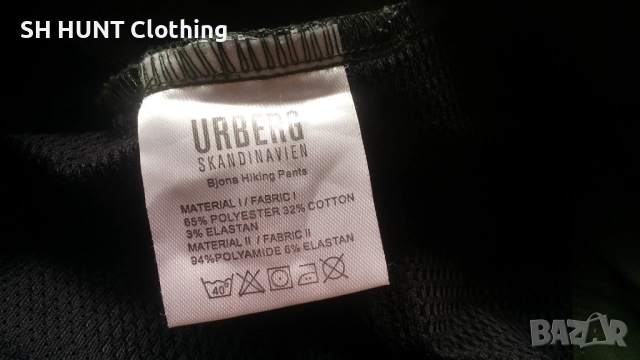 SH HUNT Clothing
URBERG
SKANDINAVIEN
Bjona Hiking Pants
MATERIAL I / FABRIC I
65% POLYESTER 32% COTTON
3% ELASTAN
MATERIAL II / FABRIC II
94% POLYAMIDE 6% ELASTAN
40°
BAZAR